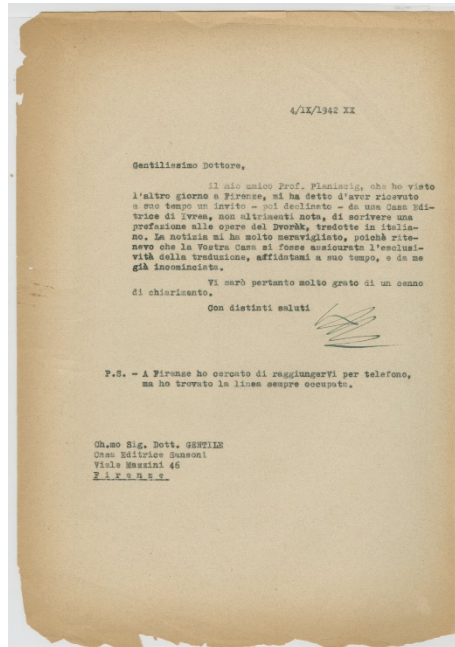 4/IX/1942 XX
Gentilissimo Dottore,
il mio amico Prof. Planiscig, che ho visto
l'altro giorno a Firenze, mi ha detto d'aver ricevuto
a suo tempo un invito - poi declinato - da una Casa Edi-
trice di Ivrea, non altrimenti nota, di scrivere una
prefazione alle opere del Dvořàk, tradotte in italia-
no. La notizia mi ha molto meravigliato, poichè rite-
nevo che la Vostra Casa si fosse assicurata l'esclusi-
vità della traduzione, affidatami a suo tempo, e da me
già incominciata.
Vi sarò pertanto molto grato di un cenno
di chiarimento.
Con distinti saluti
P.S. - A Firenze ho cercato di raggiungerVi per telefono,
ma ho trovato la linea sempre occupata.
Ch.mo Sig. Dott. GENTILE
Casa Editrice Sansoni
Viale Mazzini 46
F i r e n z e